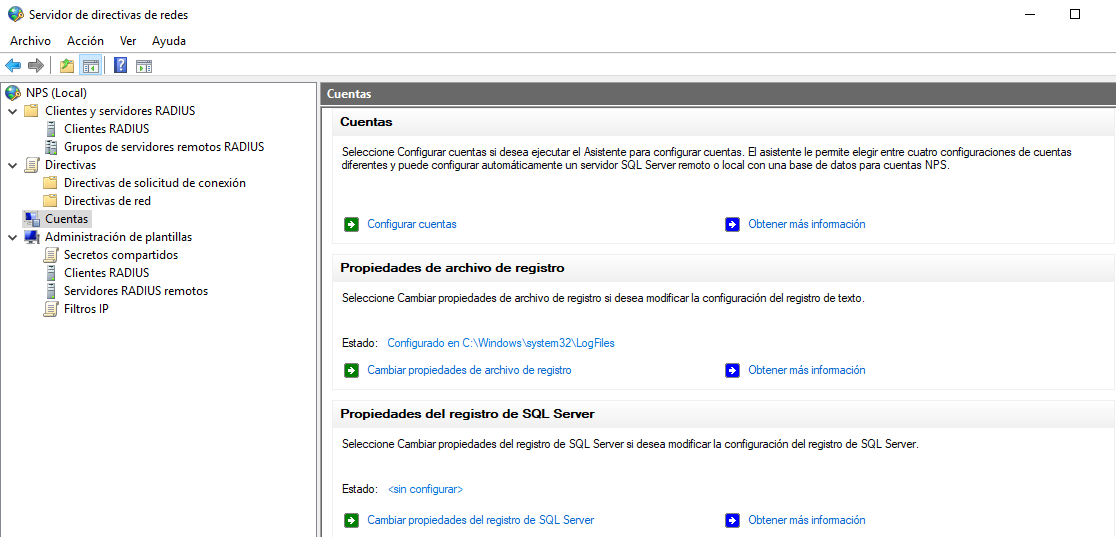 Servidor de directivas de redes
Archivo Acción Ver Ayuda
NPS (Local)
Clientes y servidores RADIUS
Clientes RADIUS
Grupos de servidores remotos RADIUS
Directivas
Directivas de solicitud de conexión
Directivas de red
Cuentas
Administración de plantillas
Secretos compartidos
Clientes RADIUS
Servidores RADIUS remotos
Filtros IP
Cuentas
Cuentas
Seleccione Configurar cuentas si desea ejecutar el Asistente para configurar cuentas. El asistente le permite elegir entre cuatro configuraciones de cuentas
diferentes y puede configurar automáticamente un servidor SQL Server remoto o local con una base de datos para cuentas NPS.
Configurar cuentas Obtener más información
Propiedades de archivo de registro
Seleccione Cambiar propiedades de archivo de registro si desea modificar la configuración del registro de texto.
Estado: Configurado en C:\Windows\system32\LogFiles
Cambiar propiedades de archivo de registro Obtener más información
Propiedades del registro de SQL Server
Seleccione Cambiar propiedades del registro de SQL Server si desea modificar la configuración del registro de SQL Server.
Estado: <sin configurar>
Cambiar propiedades del registro de SQL Server Obtener más información